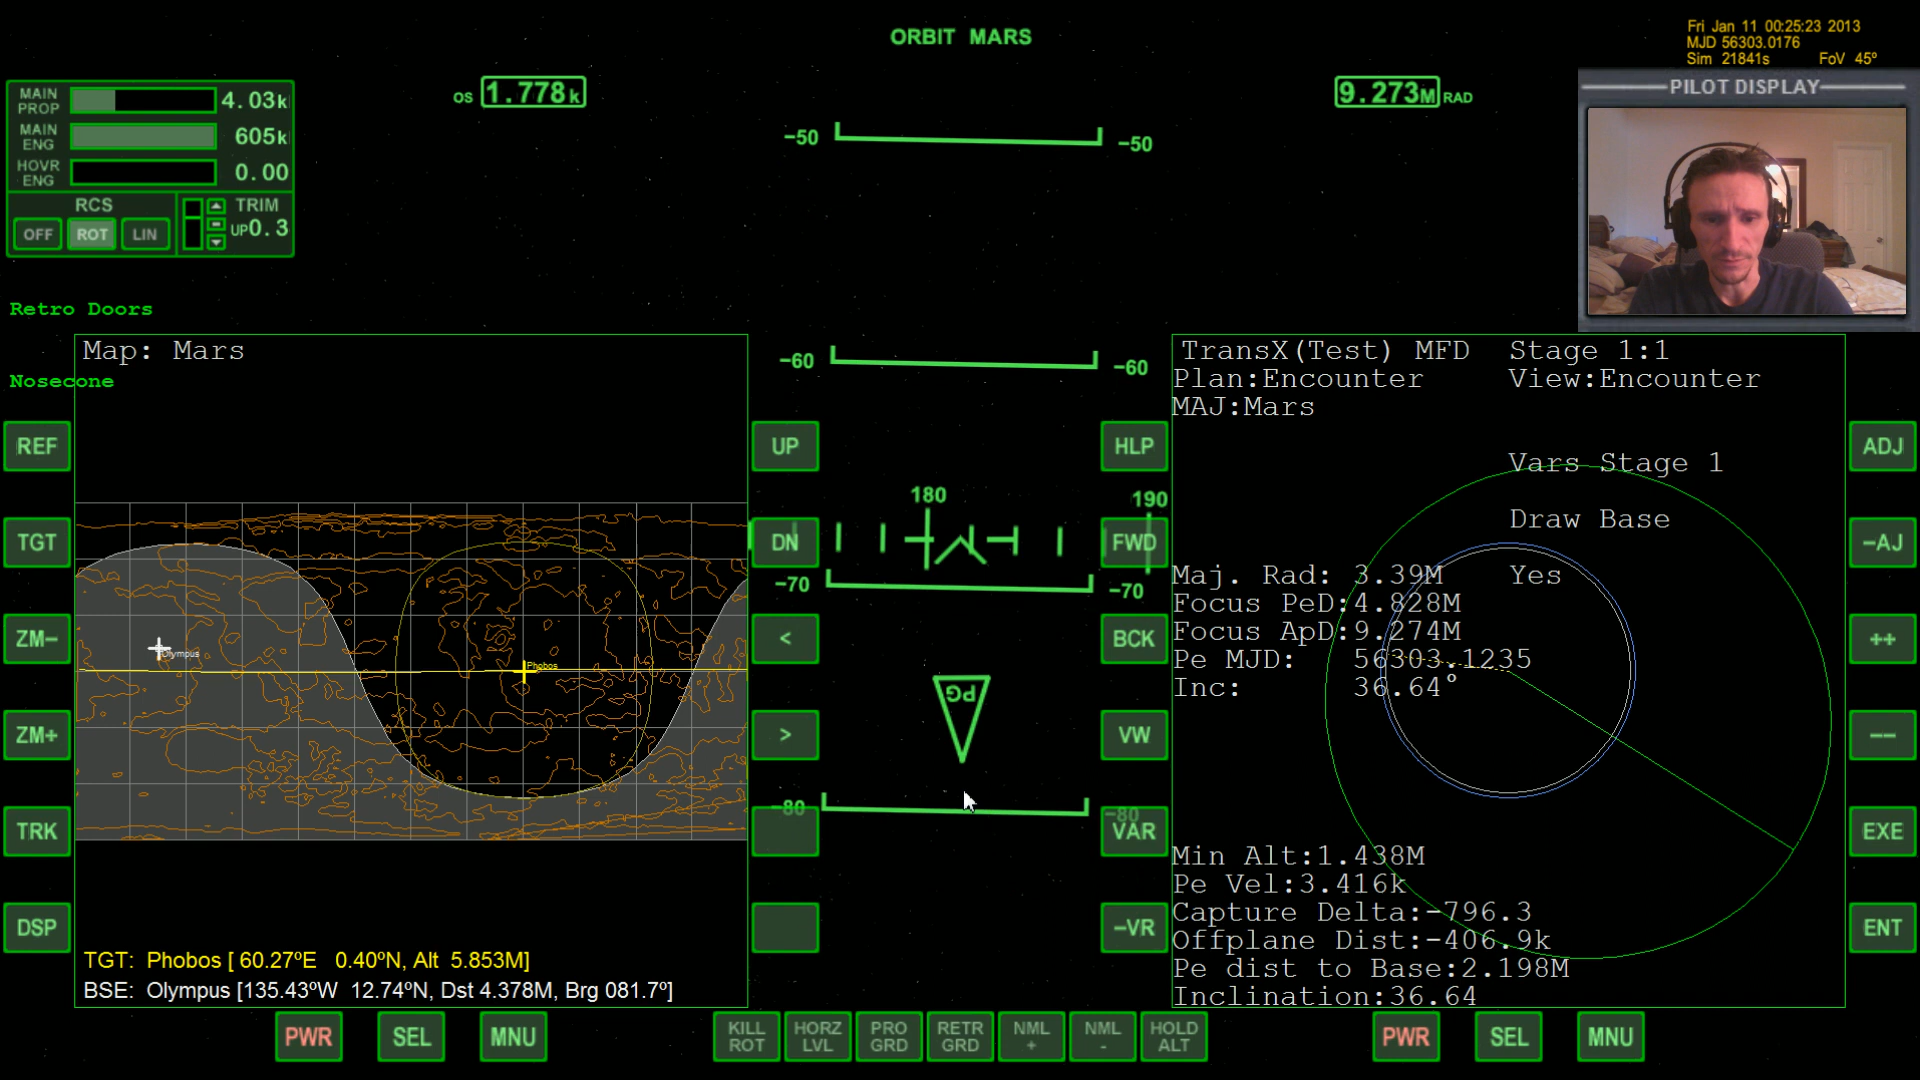 ORBIT MARS
Fri Jan 11 00:25:23 2013
MJD 56303.0176
Sim 21841s FoV 45º
PILOT DISPLAY
MAIN PROP 4.03k
MAIN ENG 605k
HOVR ENG 0.00
RCS
OFF ROT LIN
TRIM
UP 0.3
OS 1.778k
9.273M RAD
-50 -50
-60 -60
180 190
-70 -70
PG
-80 -80
Retro Doors
Nosecone
Map: Mars
Olympus
Phobos
TGT: Phobos [ 60.27ºE 0.40ºN, Alt 5.853M]
BSE: Olympus [135.43ºW 12.74ºN, Dst 4.378M, Brg 081.7º]
REF
TGT
ZM-
ZM+
TRK
DSP
UP
DN
<
>
PWR SEL MNU
KILL ROT
HORZ LVL
PRO GRD
RETR GRD
NML +
NML -
HOLD ALT
HLP
FWD
BCK
VW
VAR
-VR
TransX(Test) MFD Stage 1:1
Plan:Encounter View:Encounter
MAJ:Mars
Vars Stage 1
Draw Base
Maj. Rad: 3.39M Yes
Focus PeD:4.828M
Focus ApD:9.274M
Pe MJD: 56303.1235
Inc: 36.64°
Min Alt:1.438M
Pe Vel:3.416k
Capture Delta:-796.3
Offplane Dist:-406.9k
Pe dist to Base:2.198M
Inclination:36.64
ADJ
-AJ
++
--
EXE
ENT
PWR SEL MNU